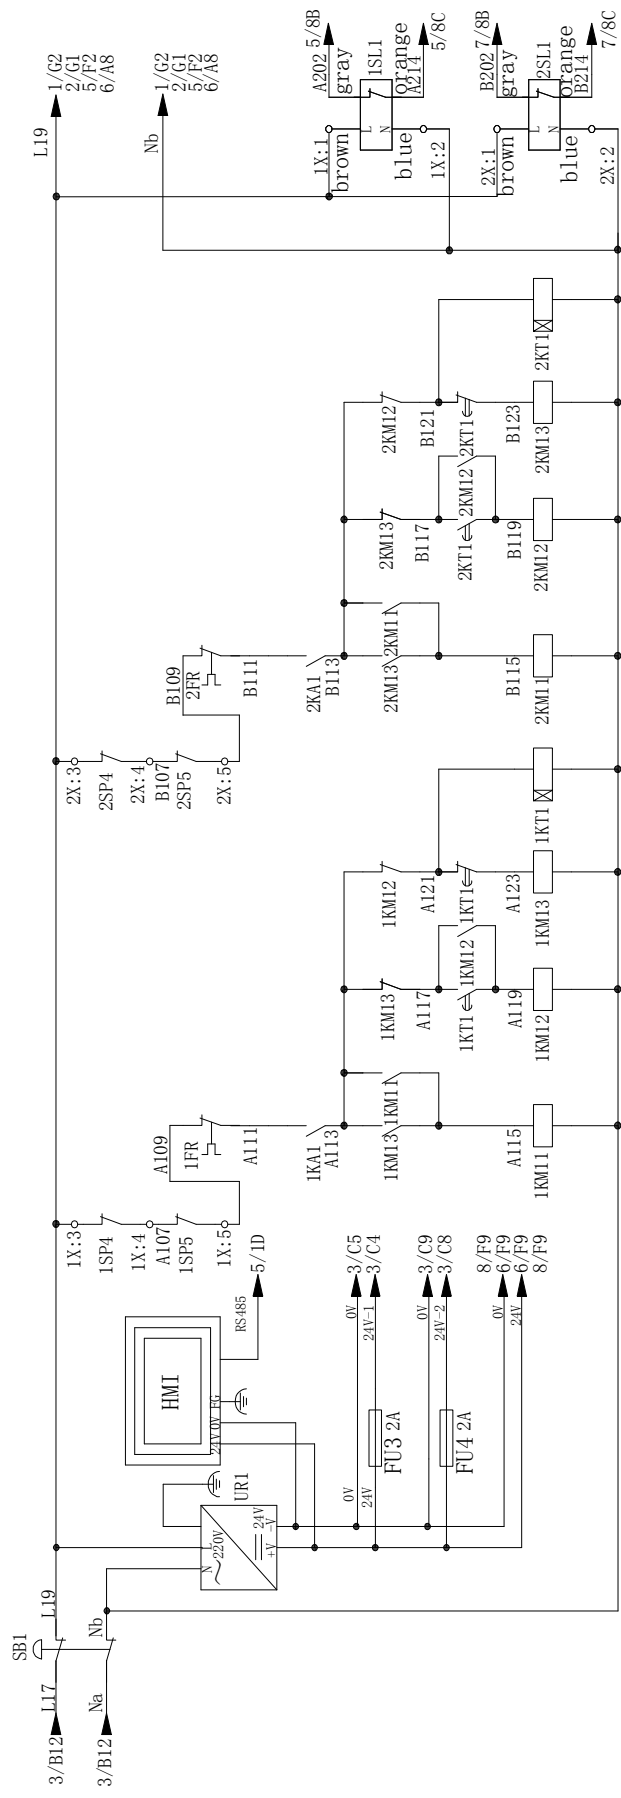 3/B12
L17
SB1
L19
3/B12
Na
Nb
L19
1/G2
2/G1
5/F2
6/A8
Nb
1/G2
2/G1
5/F2
6/A8
N
L
~220V
24V
+V
-V
UR1
HMI
24V
0V
FG
RS485
5/1D
0V
24V
FU3 2A
0V
3/C5
24V-1
3/C4
FU4 2A
0V
3/C9
24V-2
3/C8
0V
8/F9
6/F9
24V
6/F9
8/F9
1X:3
1SP4
1X:4
A107
1SP5
1X:5
A109
1FR
A111
1KA1
A113
1KM13
1KM11
A115
1KM11
1KM13
A117
1KT1
1KM12
A119
1KM12
1KM12
A121
1KT1
A123
1KM13
1KT1
2X:3
2SP4
2X:4
B107
2SP5
2X:5
B109
2FR
B111
2KA1
B113
2KM13
2KM11
B115
2KM11
2KM13
B117
2KT1
2KM12
B119
2KM12
2KM12
B121
2KT1
B123
2KM13
2KT1
A202 5/8B
gray
1SL1
orange
A214
5/8C
1X:1
brown
L
N
blue
1X:2
B202 7/8B
gray
2SL1
orange
B214
7/8C
2X:1
brown
L
N
blue
2X:2